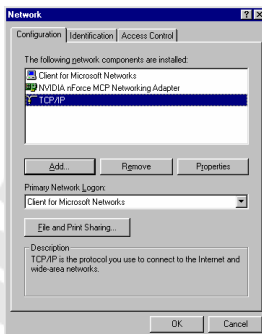 Network
Configuration Identification Access Control
The following network components are installed:
Client for Microsoft Networks
NVIDIA nForce MCP Networking Adapter
TCP/IP
Add... Remove Properties
Primary Network Logon:
Client for Microsoft Networks
File and Print Sharing...
Description
TCP/IP is the protocol you use to connect to the Internet and
wide-area networks.
OK Cancel